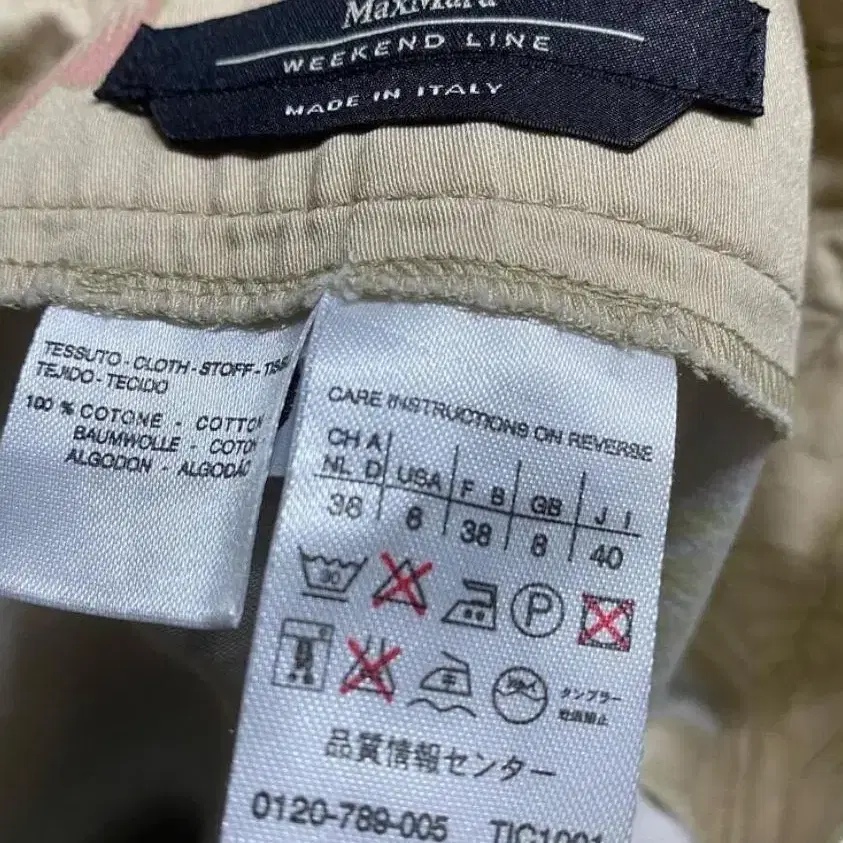 MaxMara
WEEKEND LINE
MADE IN ITALY
TESSUTO - CLOTH - STOFF -
TEJIDO - TECIDO
100 % COTONE - COTTON
BAUMWOLLE - COTON
ALGODON - ALGODÃO
CARE INSTRUCTIONS ON REVERSE
CH A
NL D USA F B GB J I
38 6 38 8 40
30
P
タンブラー
乾燥禁止
品質情報センター
0120-789-005 TIC1001